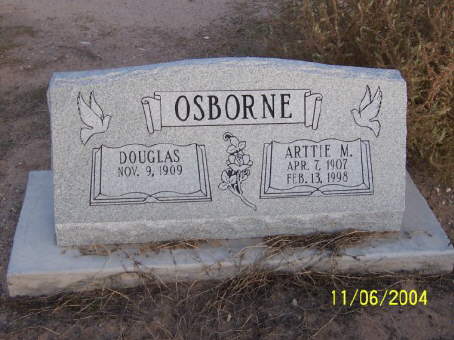 OSBORNE
DOUGLAS
NOV. 9, 1909
ARTTIE M.
APR. 7, 1907
FEB. 13, 1998
11/06/2004